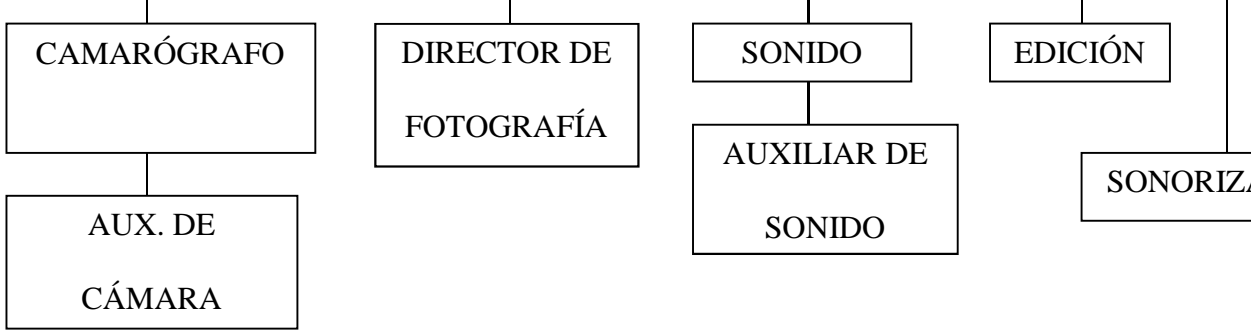 CAMARÓGRAFO
DIRECTOR DE
FOTOGRAFÍA
SONIDO
EDICIÓN
AUXILIAR DE
SONIDO
AUX. DE
CÁMARA